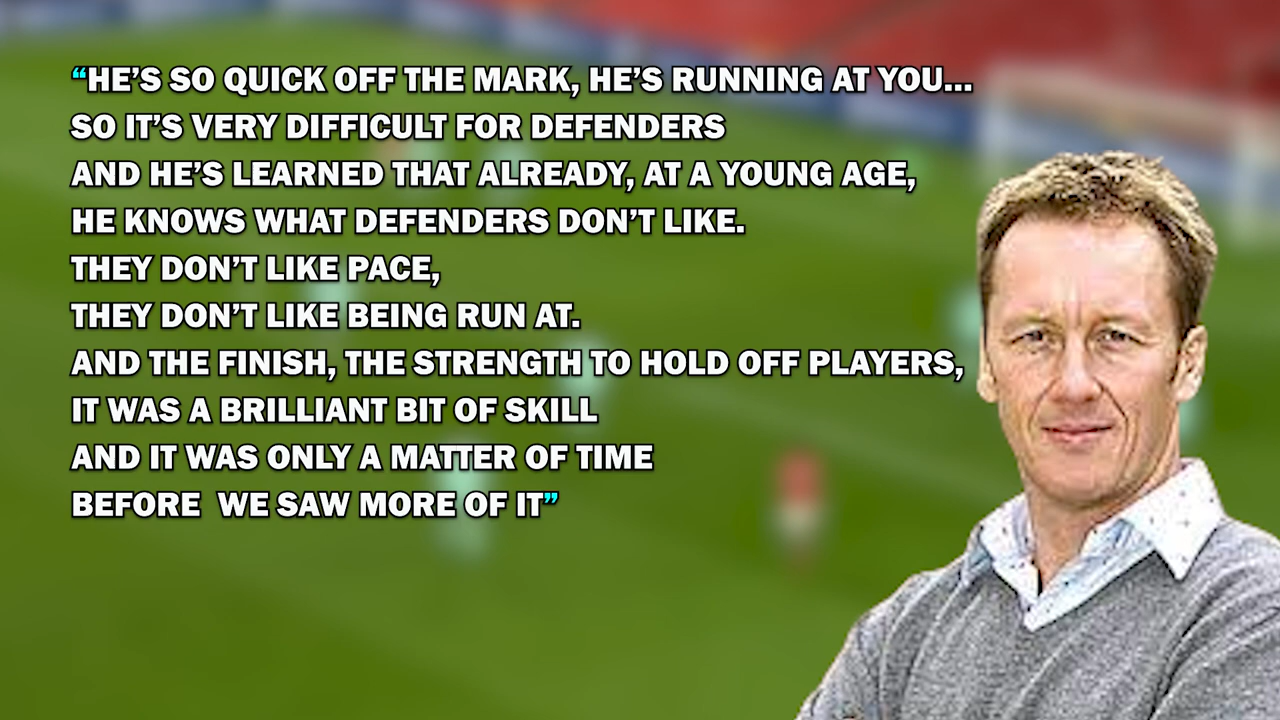 “HE’S SO QUICK OFF THE MARK, HE’S RUNNING AT YOU...
SO IT’S VERY DIFFICULT FOR DEFENDERS
AND HE’S LEARNED THAT ALREADY, AT A YOUNG AGE,
HE KNOWS WHAT DEFENDERS DON’T LIKE.
THEY DON’T LIKE PACE,
THEY DON’T LIKE BEING RUN AT.
AND THE FINISH, THE STRENGTH TO HOLD OFF PLAYERS,
IT WAS A BRILLIANT BIT OF SKILL
AND IT WAS ONLY A MATTER OF TIME
BEFORE  WE SAW MORE OF IT”